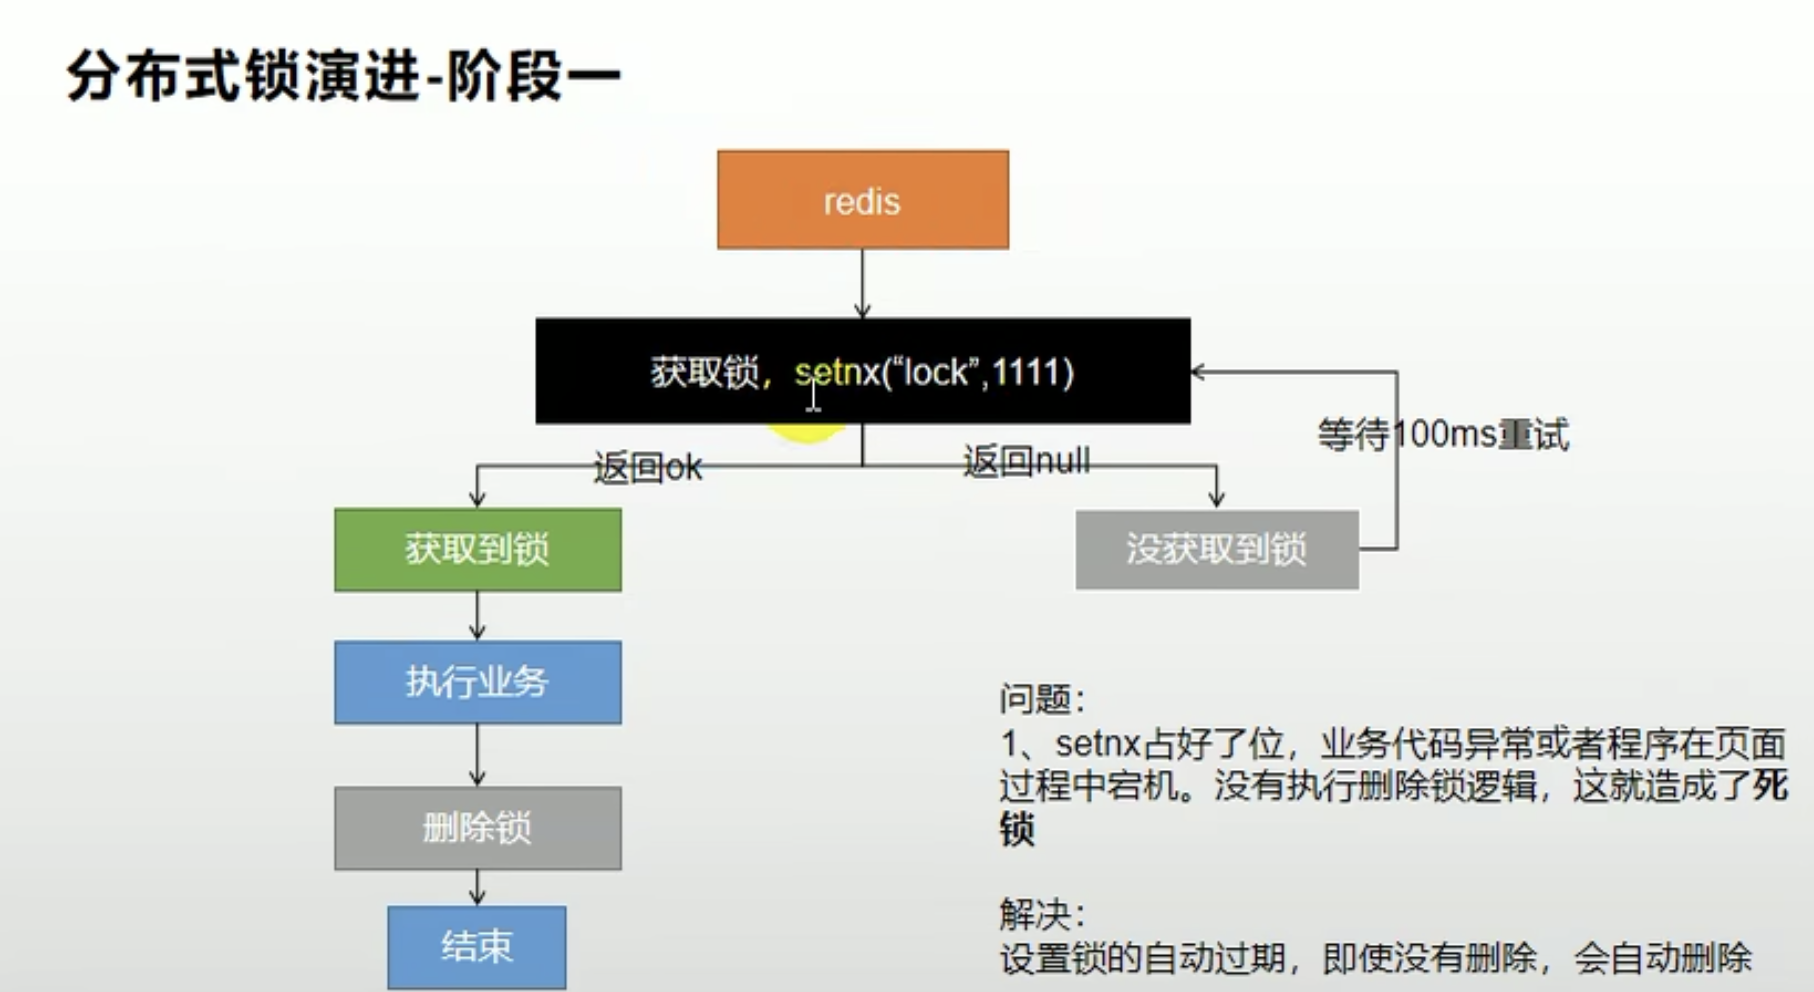 分布式锁演进-阶段一
redis
获取锁，setnx(“lock”,1111)
等待100ms重试
返回ok
返回null
获取到锁
没获取到锁
执行业务
删除锁
结束
问题：
1、setnx占好了位，业务代码异常或者程序在页面
过程中宕机。没有执行删除锁逻辑，这就造成了死
锁
解决：
设置锁的自动过期，即使没有删除，会自动删除